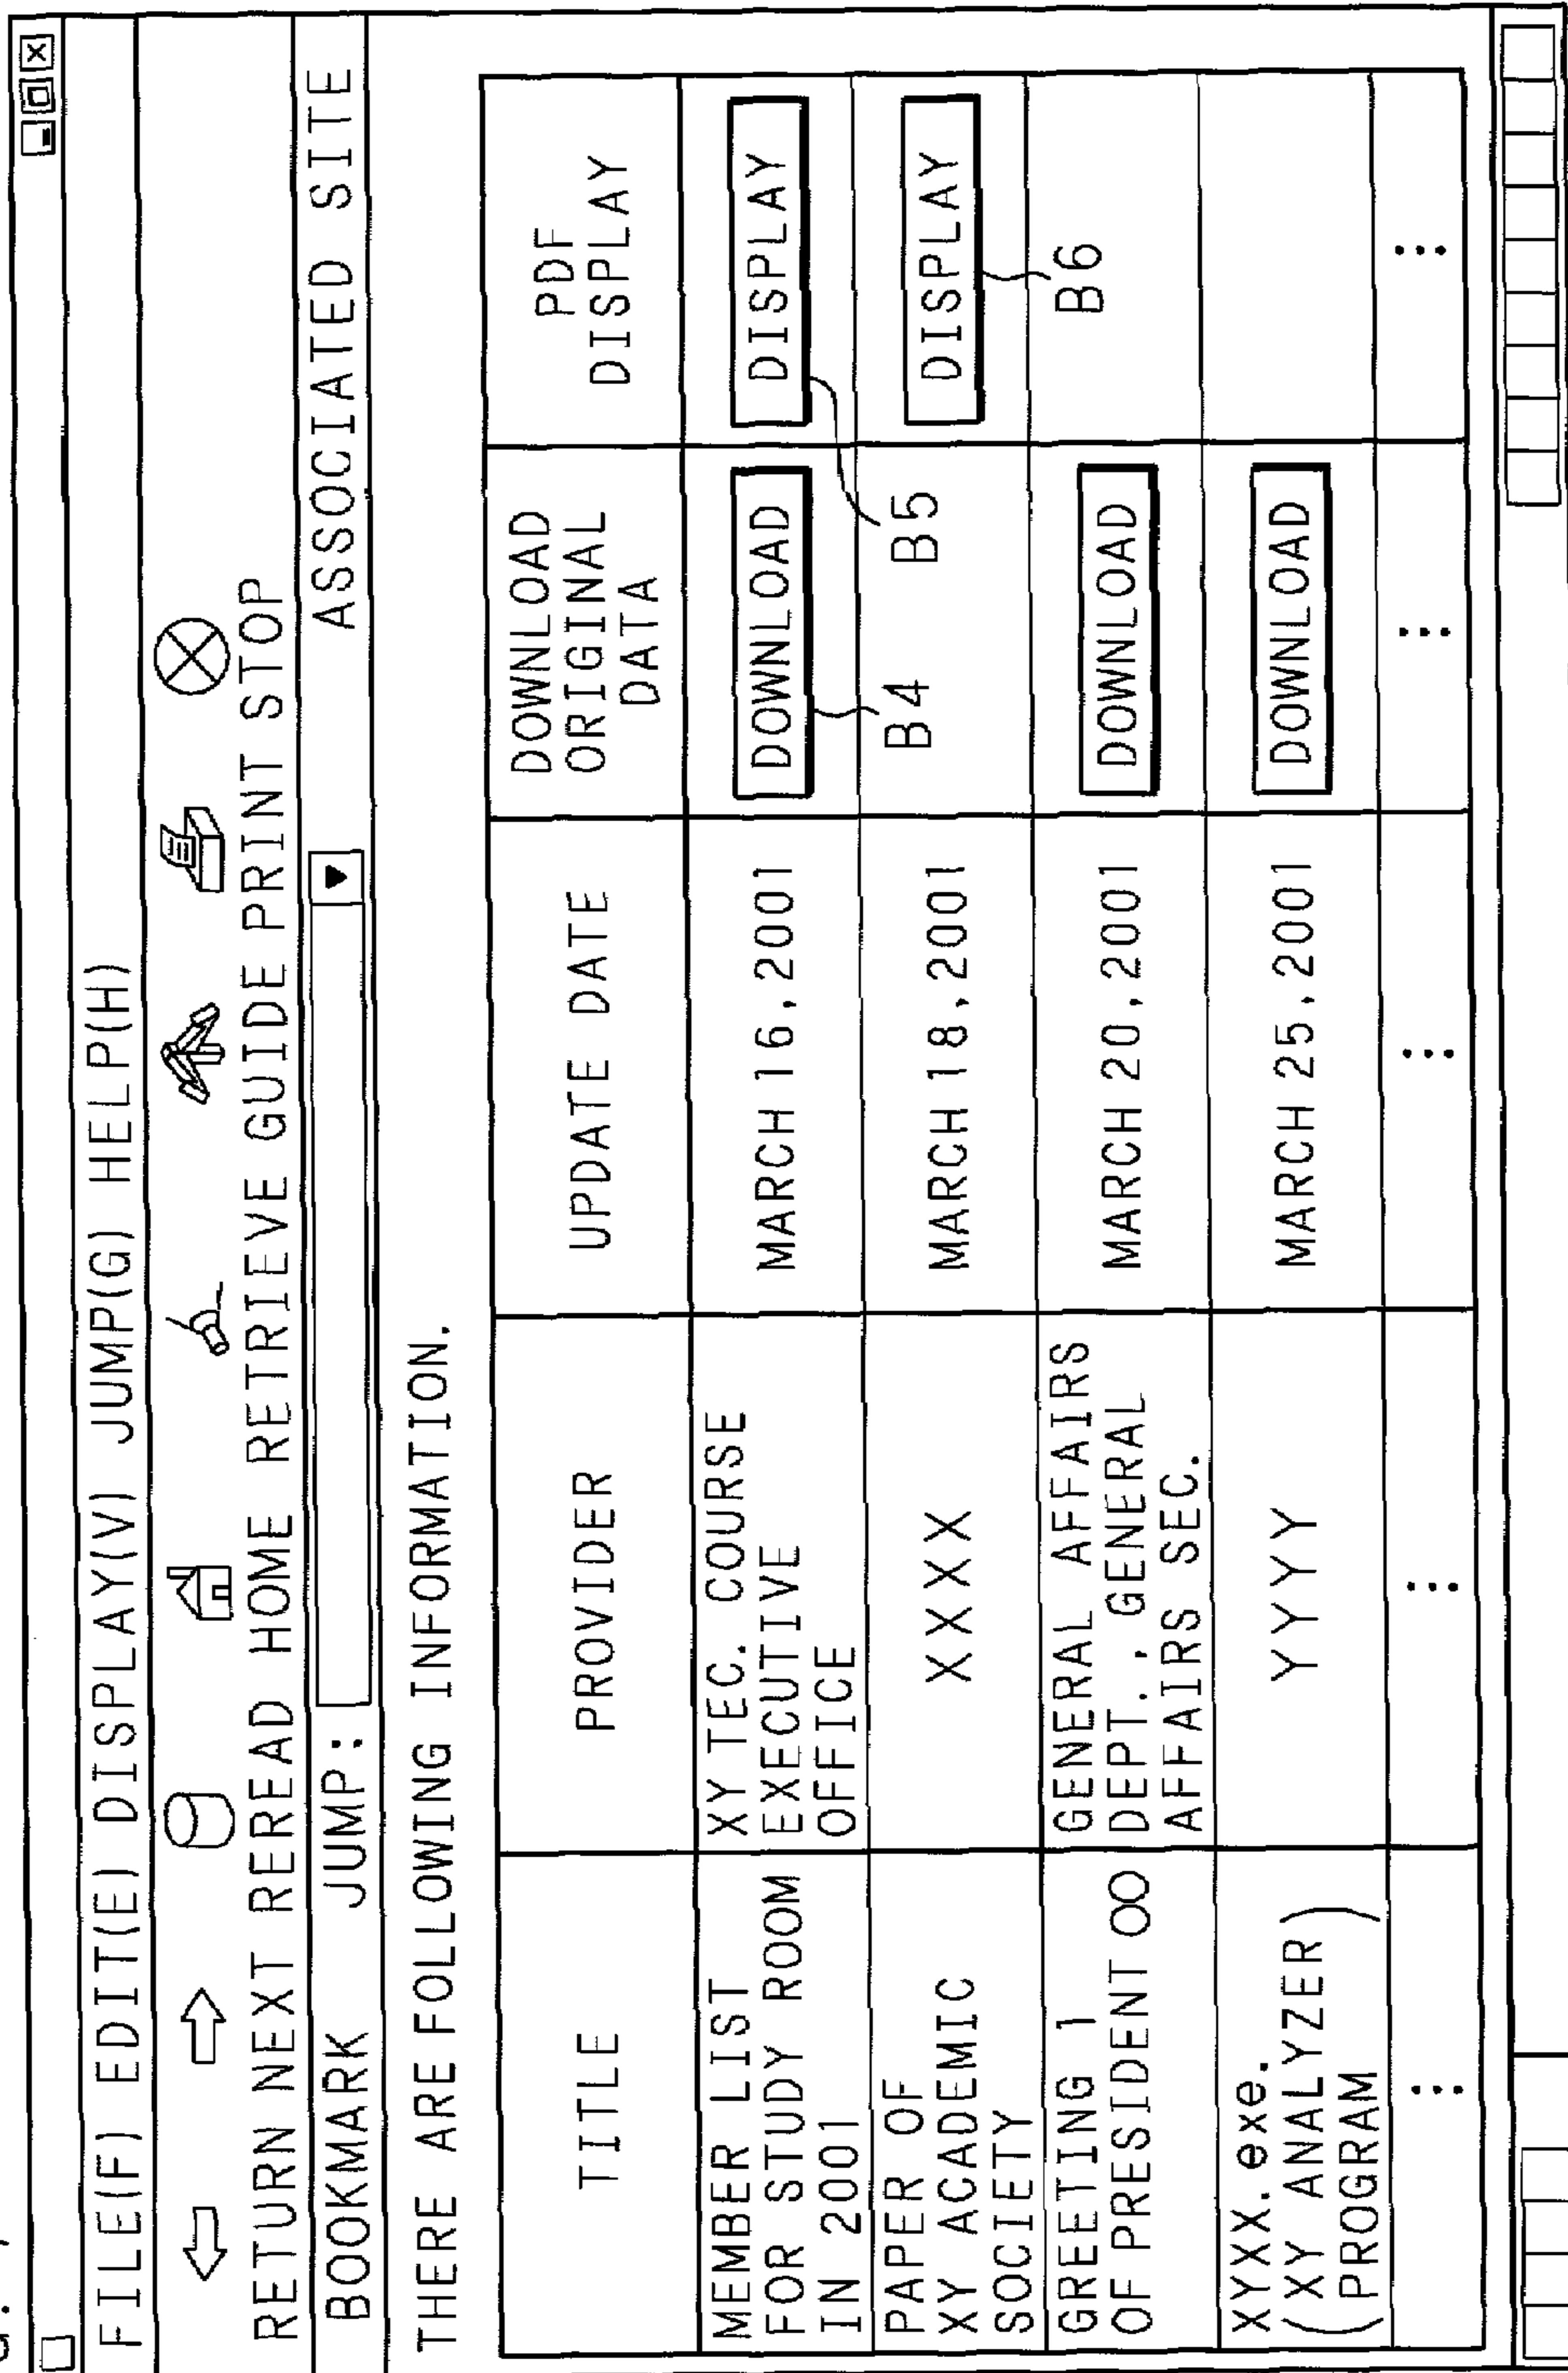 FILE(F) EDIT(E) DISPLAY(V) JUMP(G) HELP(H)
RETURN NEXT REREAD HOME RETRIEVE GUIDE PRINT STOP
BOOKMARK JUMP: ASSOCIATED SITE
THERE ARE FOLLOWING INFORMATION.
TITLE
PROVIDER
UPDATE DATE
DOWNLOAD
ORIGINAL
DATA
PDF
DISPLAY
MEMBER LIST
FOR STUDY ROOM
IN 2001
XY TEC. COURSE
EXECUTIVE
OFFICE
MARCH 16,2001
DOWNLOAD
B4
DISPLAY
B5
PAPER OF
XY ACADEMIC
SOCIETY
XXXX
MARCH 18,2001
DISPLAY
B6
GREETING 1
OF PRESIDENT OO
GENERAL AFFAIRS
DEPT., GENERAL
AFFAIRS SEC.
MARCH 20,2001
DOWNLOAD
XYXX.exe.
(XY ANALYZER
PROGRAM)
YYYY
MARCH 25,2001
DOWNLOAD
⋮ ⋮ ⋮ ⋮ ⋮